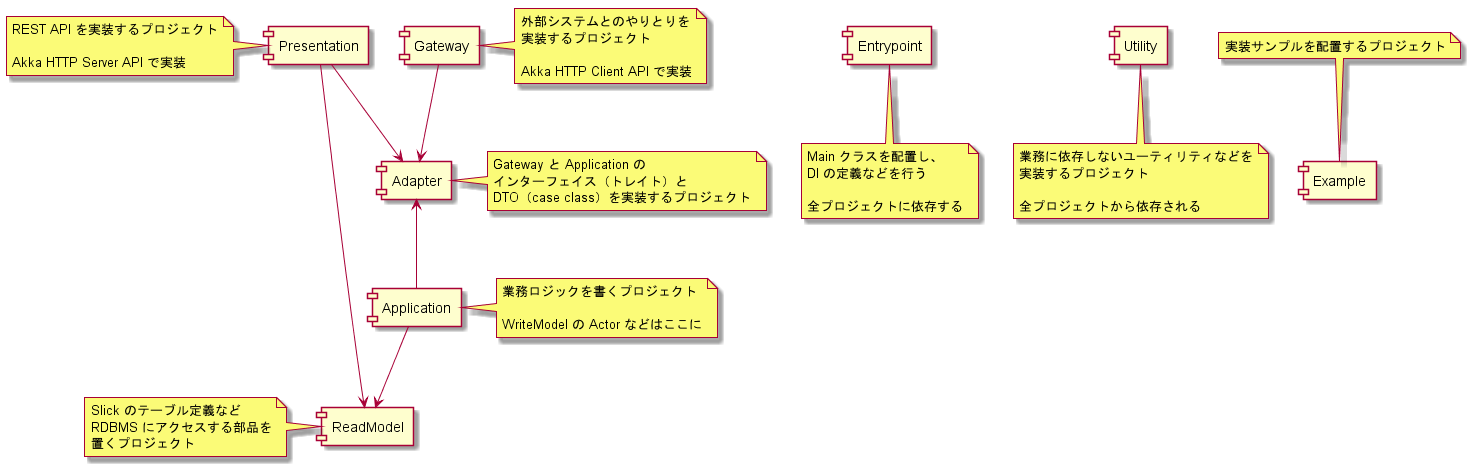 REST API を実装するプロジェクト
Akka HTTP Server API で実装
Presentation
Gateway
外部システムとのやりとりを
実装するプロジェクト
Akka HTTP Client API で実装
Entrypoint
Utility
実装サンプルを配置するプロジェクト
Adapter
Gateway と Application の
インターフェイス（トレイト）と
DTO（case class）を実装するプロジェクト
Main クラスを配置し、
DI の定義などを行う
全プロジェクトに依存する
業務に依存しないユーティリティなどを
実装するプロジェクト
全プロジェクトから依存される
Example
Application
業務ロジックを書くプロジェクト
WriteModel の Actor などはここに
Slick のテーブル定義など
RDBMS にアクセスする部品を
置くプロジェクト
ReadModel